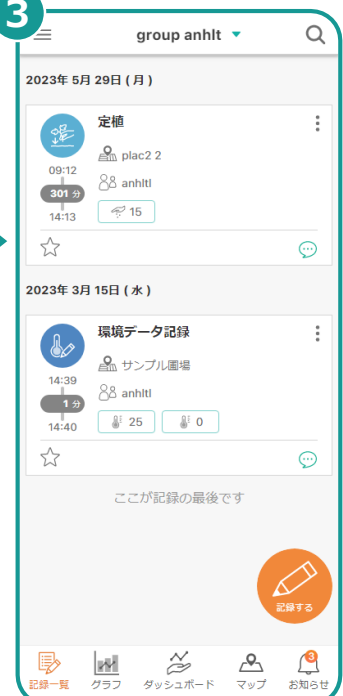 3
group anhlt
2023年 5月 29日 ( 月 )
定植
plac2 2
09:12
anhltl
301 分
15
14:13
2023年 3月 15日 ( 水 )
環境データ記録
サンプル圃場
14:39
anhltl
1 分
25 0
14:40
ここが記録の最後です
記録する
3
記録一覧 グラフ ダッシュボード マップ お知らせ